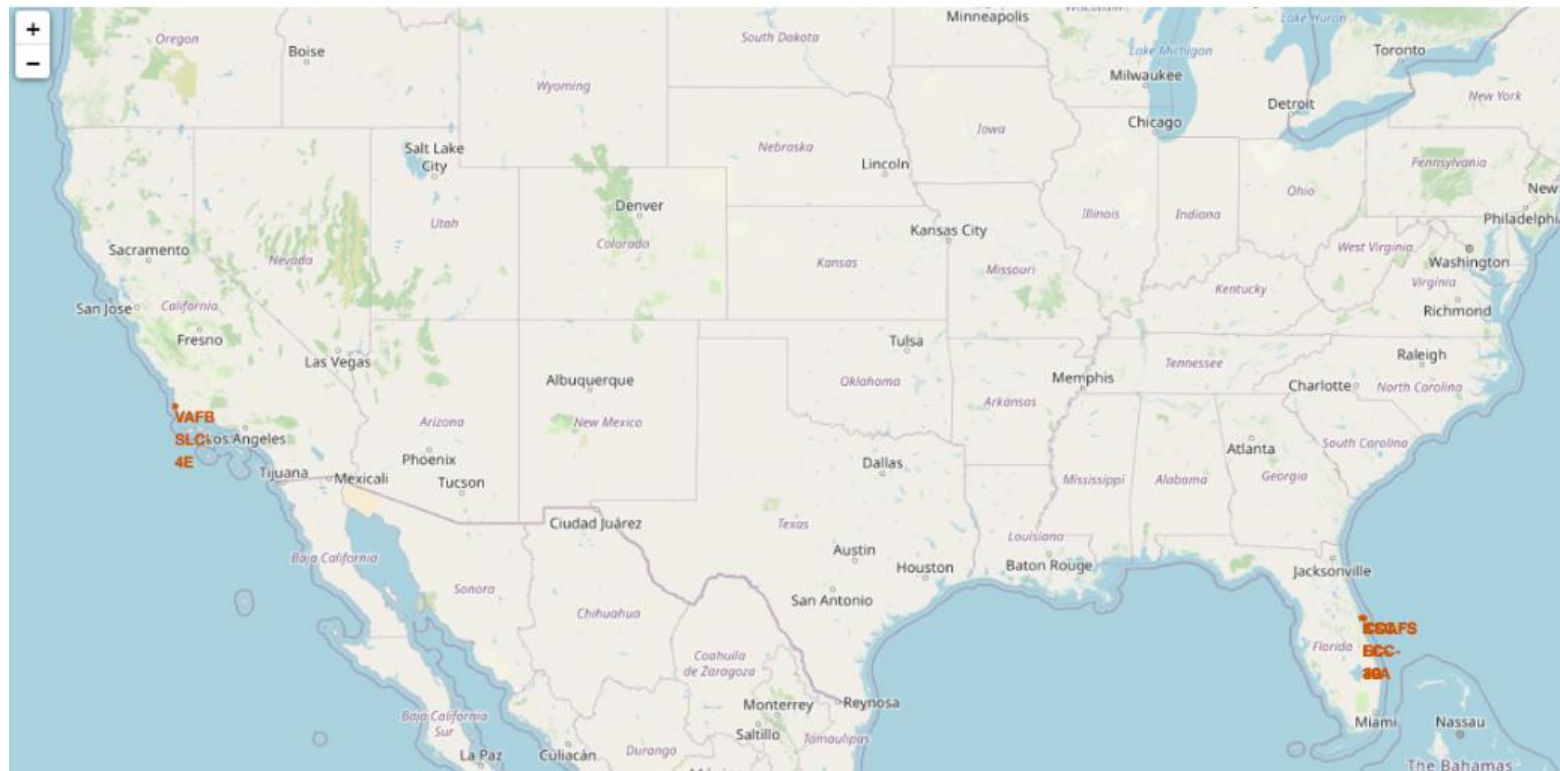 +
−
Minneapolis
Lake Huron
Oregon
Boise
South Dakota
Lake Michigan
Toronto
Milwaukee
Wyoming
New York
Detroit
Chicago
Iowa
Salt Lake
City
Nebraska
Lincoln
Pennsylvania
Ohio
New
Denver
Utah
Illinois
Indiana
Philadelphi
Kansas City
Sacramento
Colorado
West Virginia
Nevada
Kansas
Missouri
Washington
Kentucky
Virginia
San Jose
California
Richmond
Fresno
Tulsa
Las Vegas
Raleigh
Tennessee
Albuquerque
Oklahoma
Memphis
Charlotte
North Carolina
Arkansas
VAFB
SLC-
4E
Arizona
New Mexico
Los Angeles
South Carolina
Atlanta
Phoenix
Dallas
Tijuana
Mexicali
Tucson
Mississippi
Alabama
Georgia
Ciudad Juárez
Texas
Louisiana
Austin
Baja California
Houston
Baton Rouge
Jacksonville
Sonora
San Antonio
Chihuahua
Florida
Coahuila
de Zaragoza
Monterrey
Reynosa
Baja California
Sur
Miami
Nassau
Saltillo
Tamaulipas
La Paz
Culiacán
Durango
The Bahamas